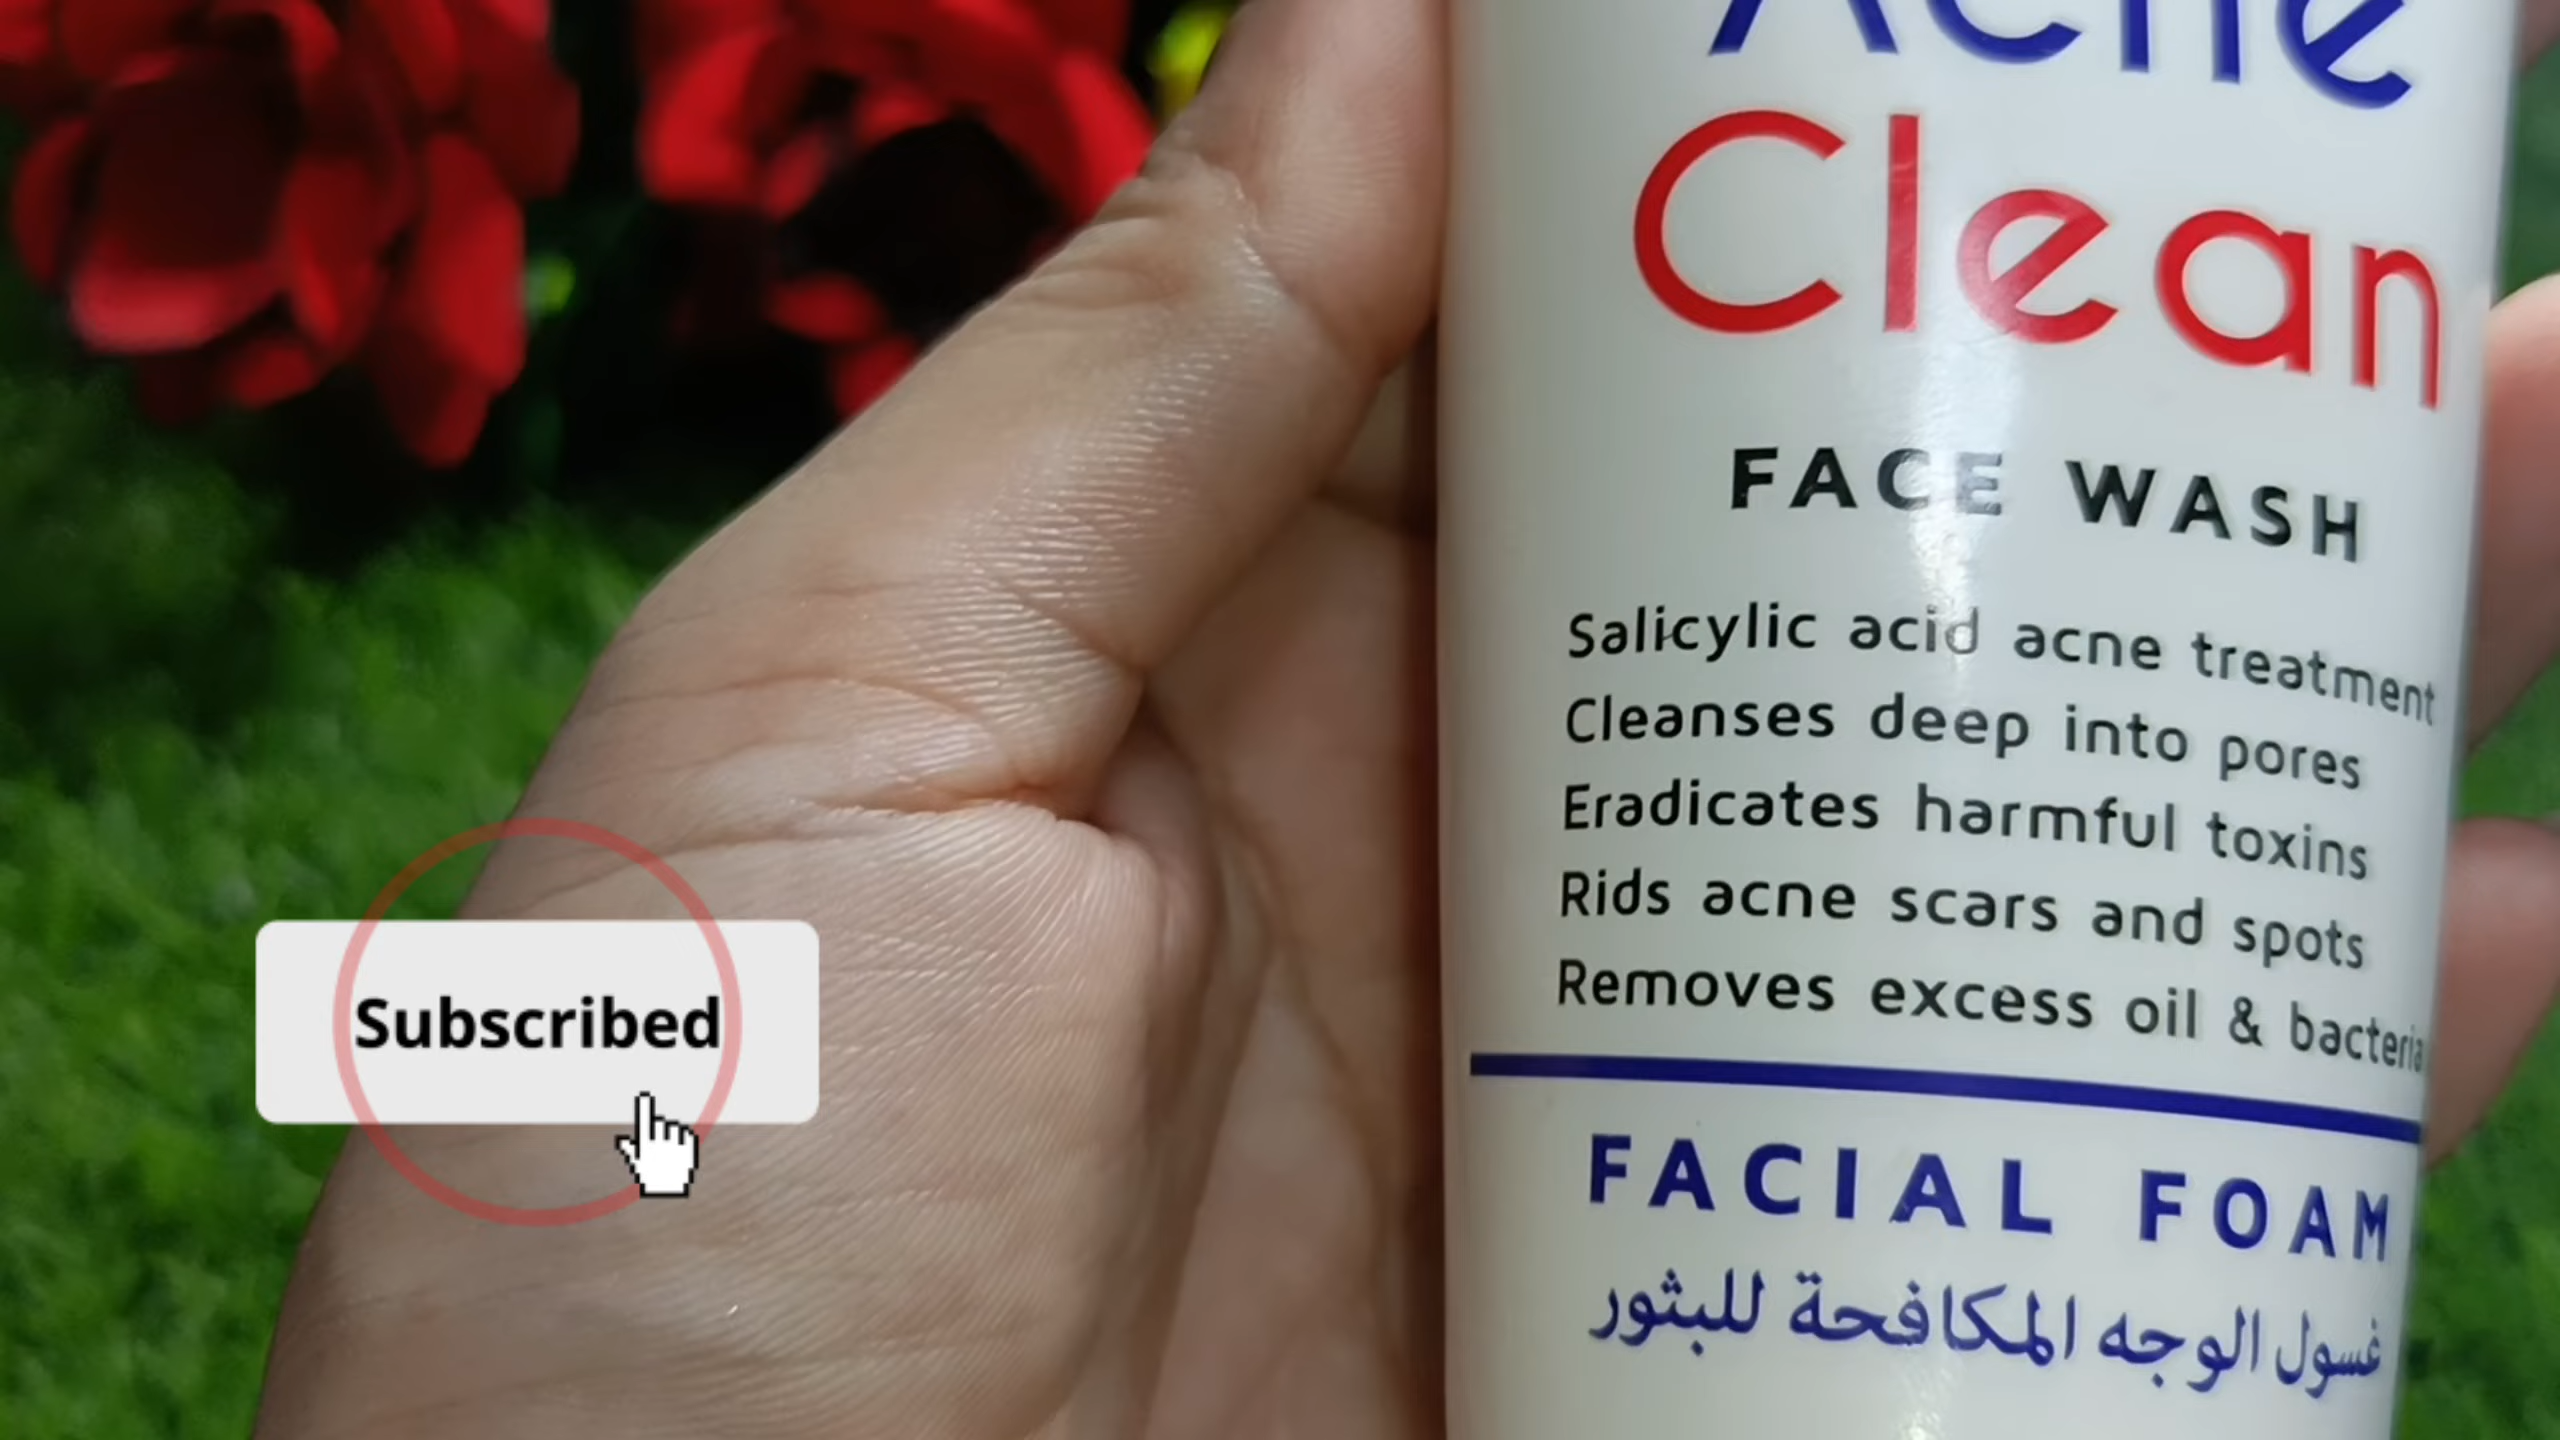 Acne
Clean
FACE WASH
Salicylic acid acne treatment
Cleanses deep into pores
Eradicates harmful toxins
Rids acne scars and spots
Removes excess oil & bacteria
FACIAL FOAM
غسول الوجه المكافحة للبثور
Subscribed